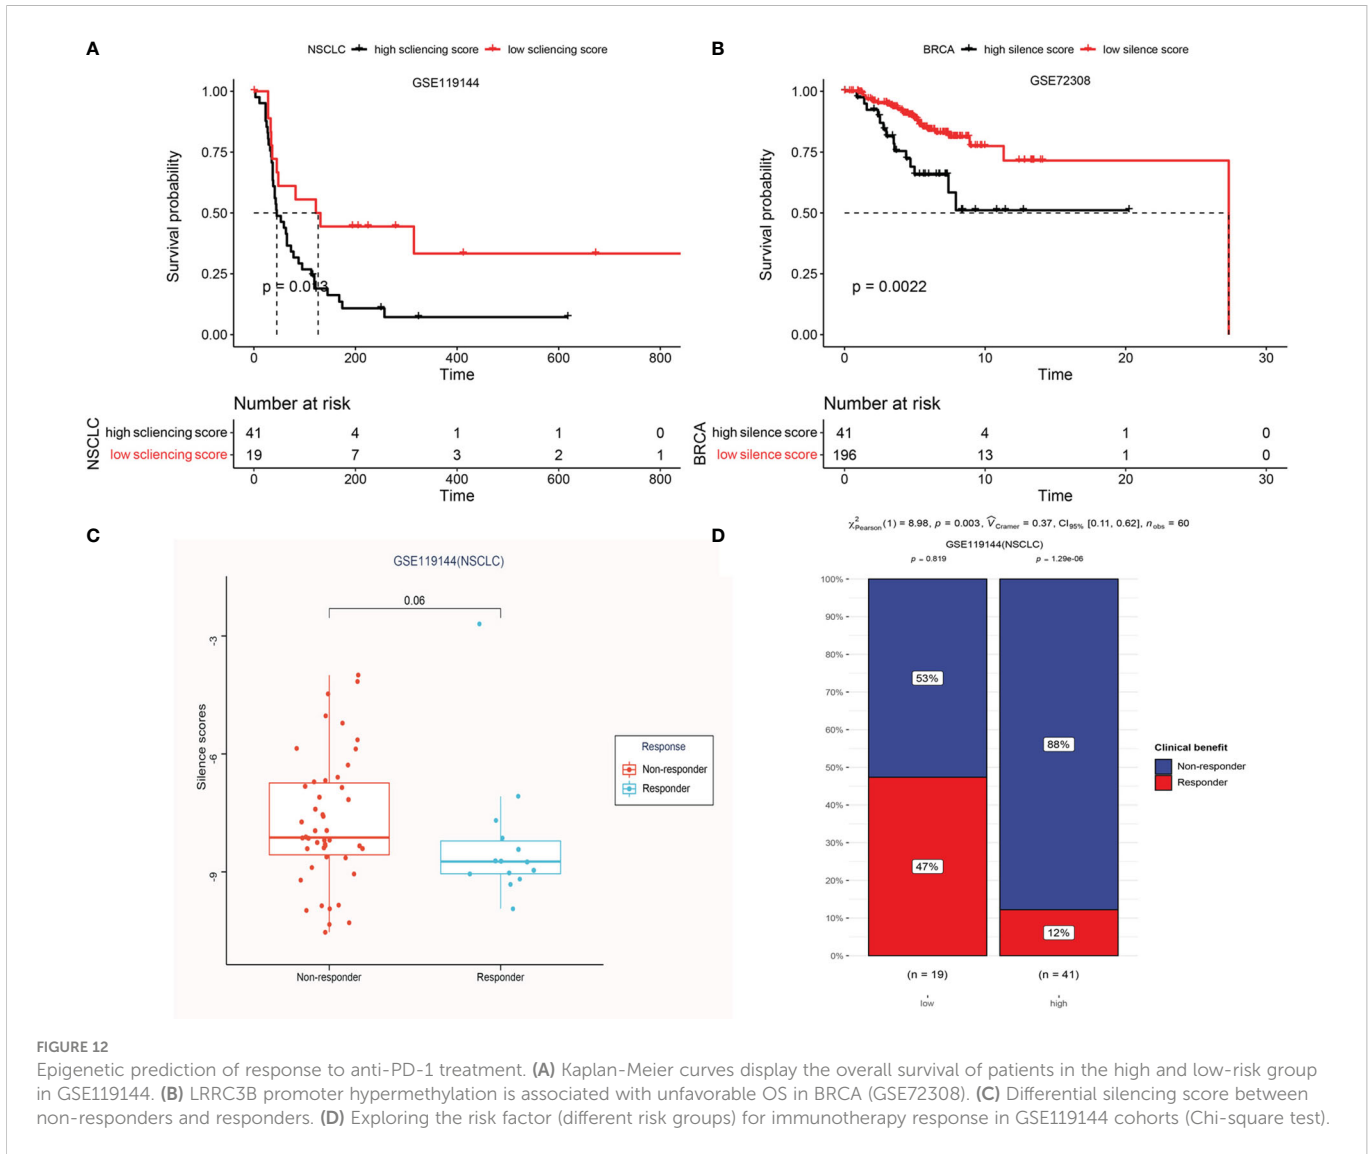 A
NSCLC high scliencing score low scliencing score
GSE119144
Survival probability
1.00
0.75
0.50
0.25
0.00
0 200 400 600 800
Time
Number at risk
NSCLC
high scliencing score 41 4 1 1 0
low scliencing score 19 7 3 2 1
0 200 400 600 800
Time
B
BRCA high silence score low silence score
GSE72308
Survival probability
1.00
0.75
0.50
0.25
0.00
p = 0.0022
0 10 20 30
Time
Number at risk
BRCA
high silence score 41 4 1 0
low silence score 196 13 1 0
0 10 20 30
Time
C
GSE119144(NSCLC)
0.06
Silence scores
-3
-6
-9
Non-responder Responder
Response
Non-responder
Responder
D
χ²Pearson(1) = 8.98, p = 0.003, V̂Cramer = 0.37, CI95% [0.11, 0.62], nobs = 60
GSE119144(NSCLC)
p = 0.819 p = 1.29e-06
100%
90%
80%
70%
60%
50%
40%
30%
20%
10%
0%
53%
47%
88%
12%
(n = 19) (n = 41)
low high
Clinical benefit
Non-responder
Responder
FIGURE 12
Epigenetic prediction of response to anti-PD-1 treatment. (A) Kaplan-Meier curves display the overall survival of patients in the high and low-risk group
in GSE119144. (B) LRRC3B promoter hypermethylation is associated with unfavorable OS in BRCA (GSE72308). (C) Differential silencing score between
non-responders and responders. (D) Exploring the risk factor (different risk groups) for immunotherapy response in GSE119144 cohorts (Chi-square test).